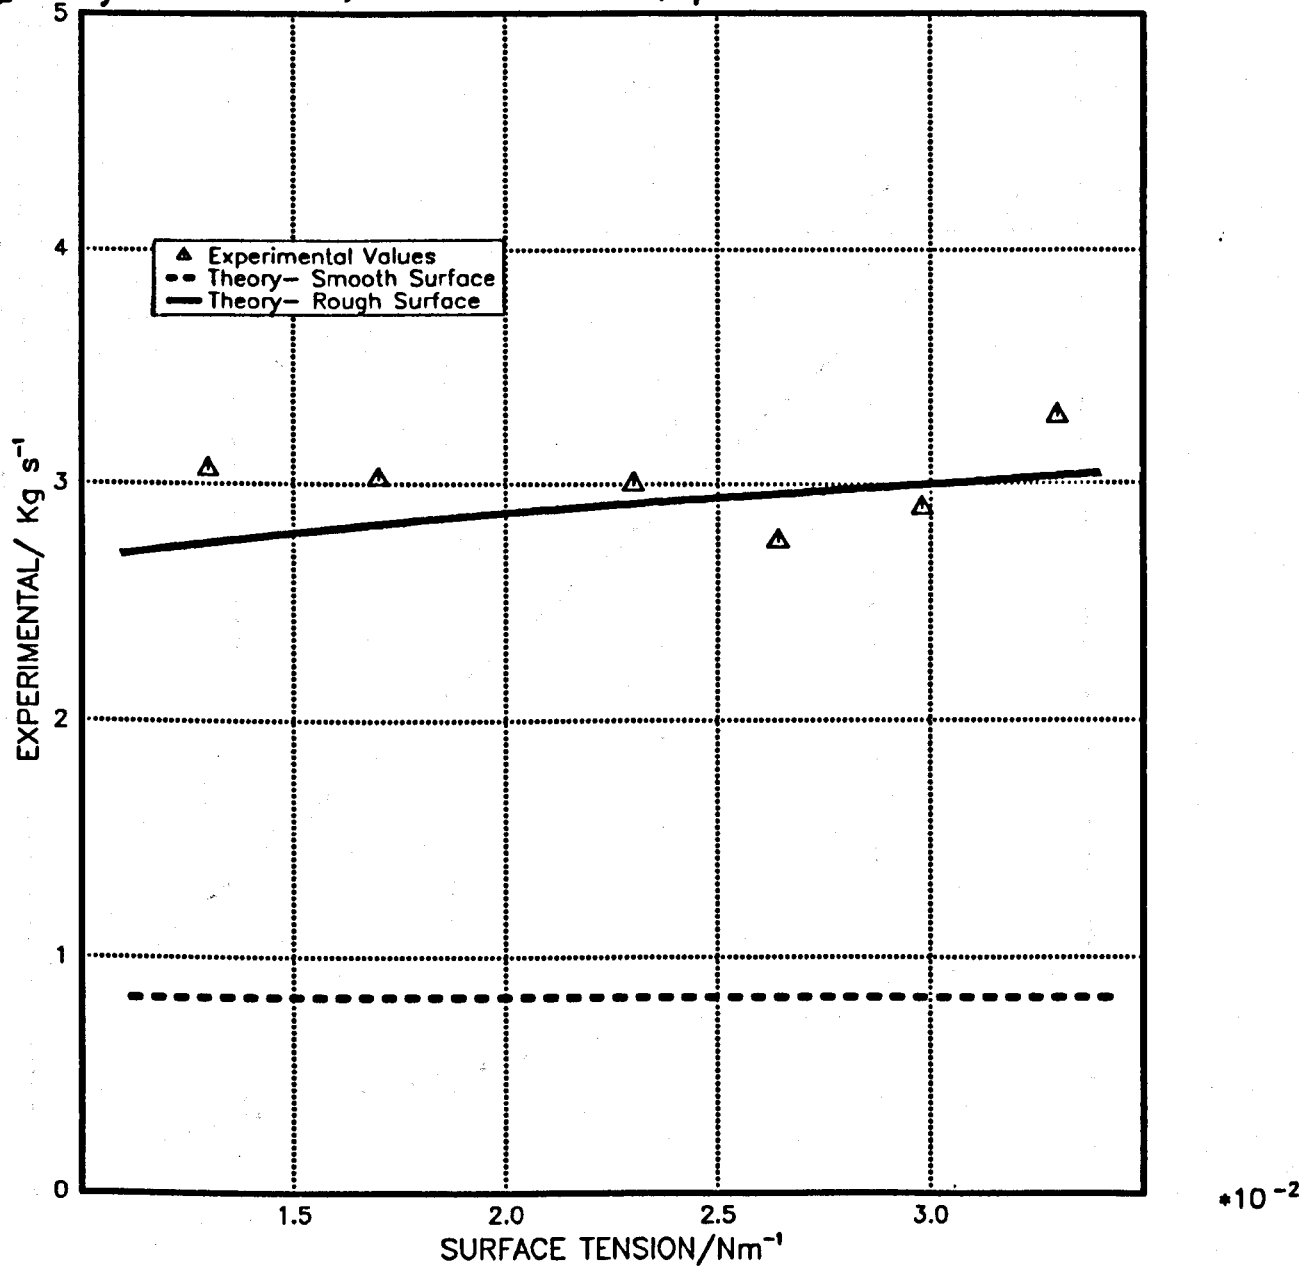 5
4
▲ Experimental Values
Theory– Smooth Surface
Theory– Rough Surface
3
2
1
0
EXPERIMENTAL/ Kg s⁻¹
1.5 2.0 2.5 3.0
*10⁻²
SURFACE TENSION/Nm⁻¹